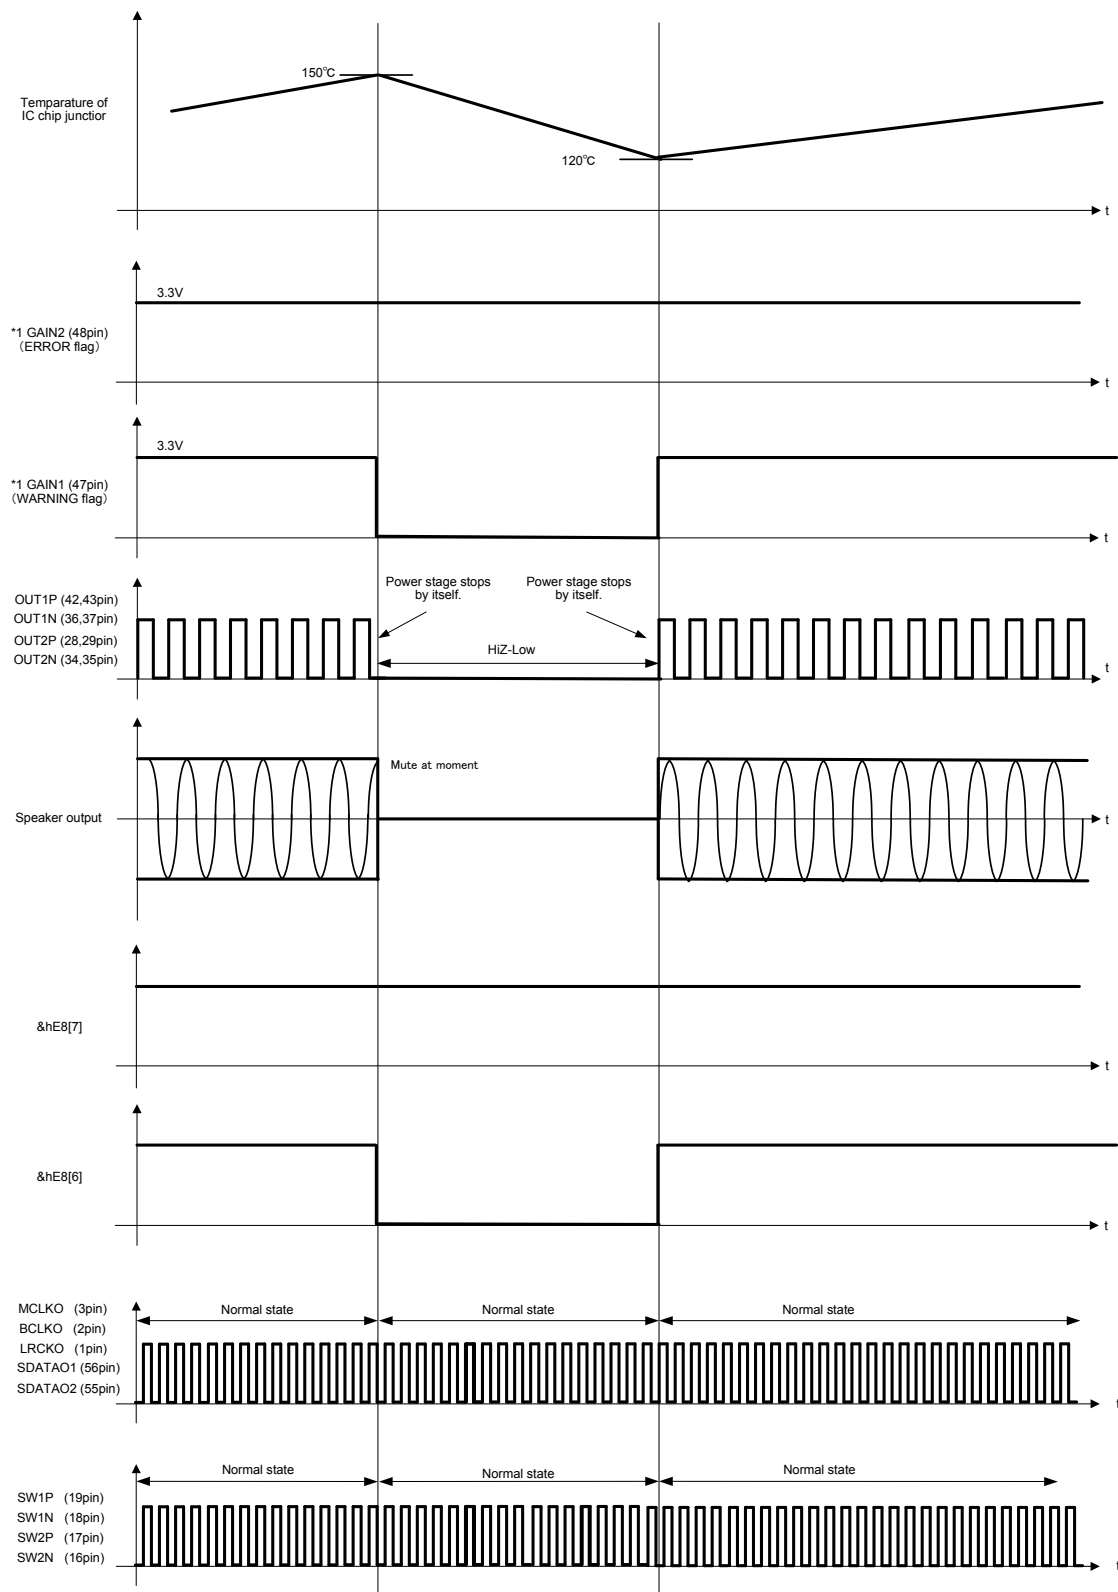 150℃
Temparature of
IC chip junctior
120℃
t
3.3V
*1 GAIN2 (48pin)
(ERROR flag)
t
3.3V
*1 GAIN1 (47pin)
(WARNING flag)
t
Power stage stops
by itself.
Power stage stops
by itself.
OUT1P (42,43pin)
OUT1N (36,37pin)
OUT2P (28,29pin)
OUT2N (34,35pin)
HiZ-Low
t
Mute at moment
Speaker output
t
&hE8[7]
t
&hE8[6]
t
MCLKO (3pin)
BCLKO (2pin)
LRCKO (1pin)
SDATAO1 (56pin)
SDATAO2 (55pin)
Normal state
Normal state
Normal state
t
SW1P (19pin)
SW1N (18pin)
SW2P (17pin)
SW2N (16pin)
Normal state
Normal state
Normal state
t